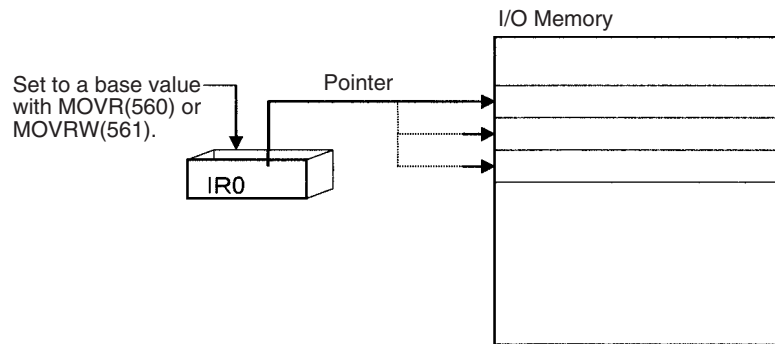 I/O Memory
Set to a base value
with MOVR(560) or
MOVRW(561).
Pointer
IR0